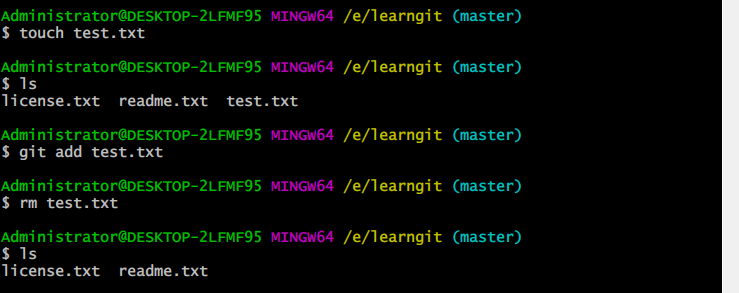 Administrator@DESKTOP-2LFMF95 MINGW64 /e/learngit (master)
$ touch test.txt
Administrator@DESKTOP-2LFMF95 MINGW64 /e/learngit (master)
$ ls
license.txt  readme.txt  test.txt
Administrator@DESKTOP-2LFMF95 MINGW64 /e/learngit (master)
$ git add test.txt
Administrator@DESKTOP-2LFMF95 MINGW64 /e/learngit (master)
$ rm test.txt
Administrator@DESKTOP-2LFMF95 MINGW64 /e/learngit (master)
$ ls
license.txt  readme.txt